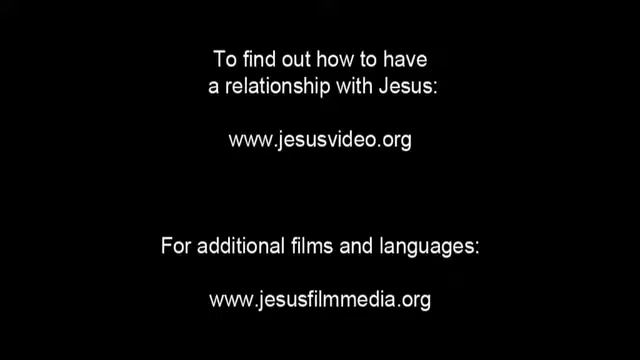 To find out how to have
a relationship with Jesus:
www.jesusvideo.org
For additional films and languages:
www.jesusfilmmedia.org